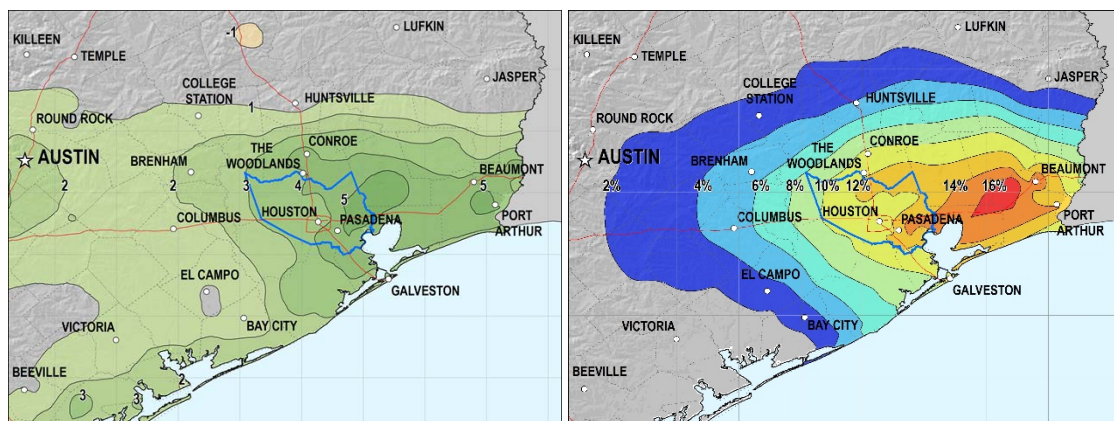 -1
LUFKIN
KILLEEN
TEMPLE
JASPER
COLLEGE
STATION
1
HUNTSVILLE
ROUND ROCK
AUSTIN
CONROE
THE
WOODLANDS
BRENHAM
BEAUMONT
2
2
3
4
5
5
COLUMBUS
HOUSTON
PASADENA
PORT
ARTHUR
EL CAMPO
GALVESTON
VICTORIA
BAY CITY
BEEVILLE
2
3
3
LUFKIN
KILLEEN
TEMPLE
JASPER
COLLEGE
STATION
HUNTSVILLE
ROUND ROCK
AUSTIN
CONROE
THE
WOODLANDS
BRENHAM
BEAUMONT
2%
4%
6%
8%
10%
12%
14%
16%
HOUSTON
PASADENA
COLUMBUS
PORT
ARTHUR
EL CAMPO
GALVESTON
VICTORIA
BAY CITY
BEEVILLE